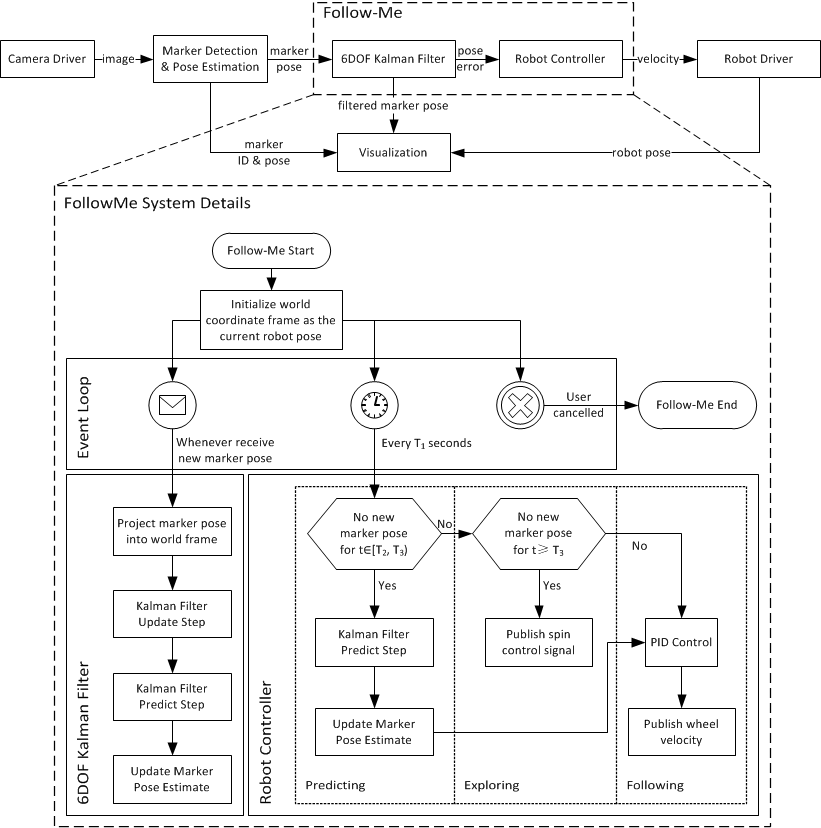 Follow-Me
Camera Driver
image
Marker Detection
& Pose Estimation
marker
pose
6DOF Kalman Filter
pose
error
Robot Controller
velocity
Robot Driver
filtered marker pose
marker
ID & pose
Visualization
robot pose
FollowMe System Details
Follow-Me Start
Initialize world
coordinate frame as the
current robot pose
Event Loop
User
cancelled
Follow-Me End
Whenever receive
new marker pose
Every T₁ seconds
6DOF Kalman Filter
Project marker pose
into world frame
Kalman Filter
Update Step
Kalman Filter
Predict Step
Update Marker
Pose Estimate
Robot Controller
No new
marker pose
for t∈[T₂, T₃)
No
No new
marker pose
for t⩾ T₃
No
Yes
Yes
Kalman Filter
Predict Step
Publish spin
control signal
PID Control
Update Marker
Pose Estimate
Publish wheel
velocity
Predicting
Exploring
Following